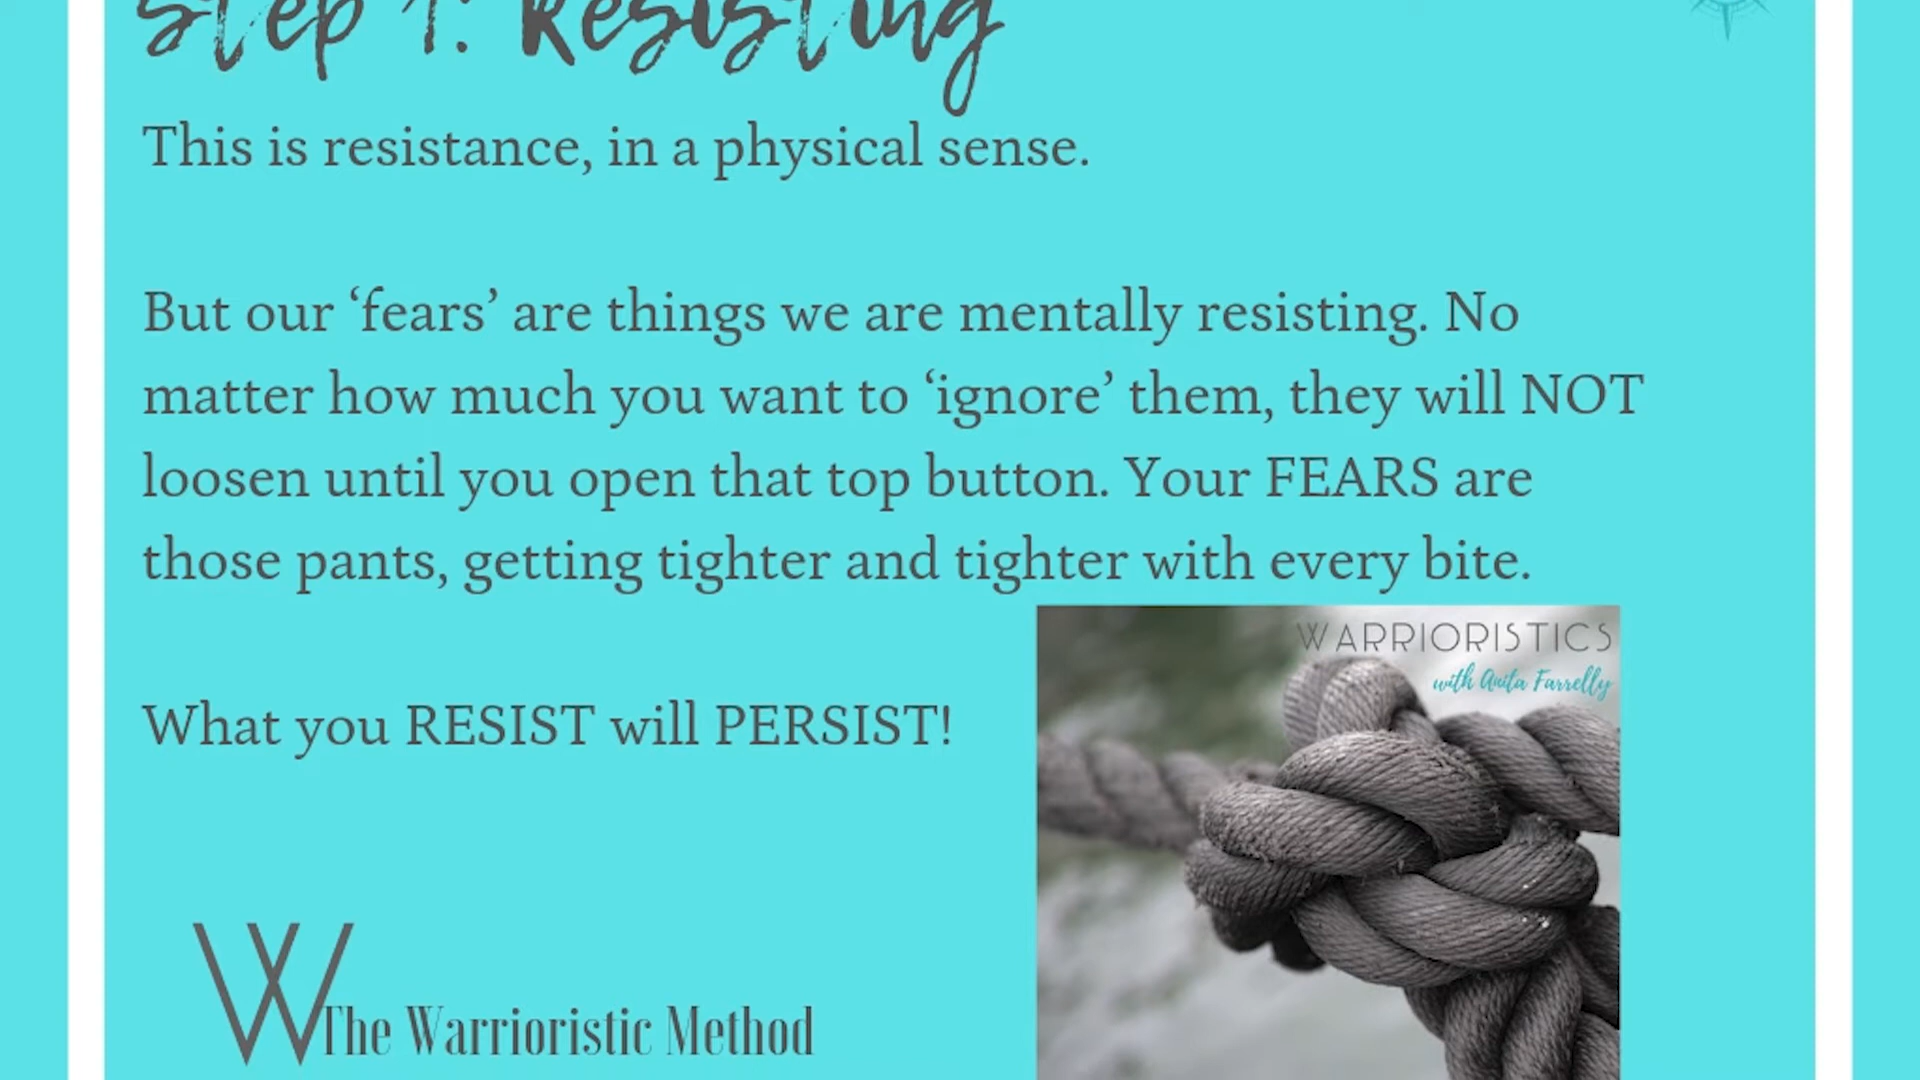 Step 1: Resisting
This is resistance, in a physical sense.
But our ‘fears’ are things we are mentally resisting. No
matter how much you want to ‘ignore’ them, they will NOT
loosen until you open that top button. Your FEARS are
those pants, getting tighter and tighter with every bite.
WARRIORISTICS
with Anita Farrelly
What you RESIST will PERSIST!
W
The Warrioristic Method